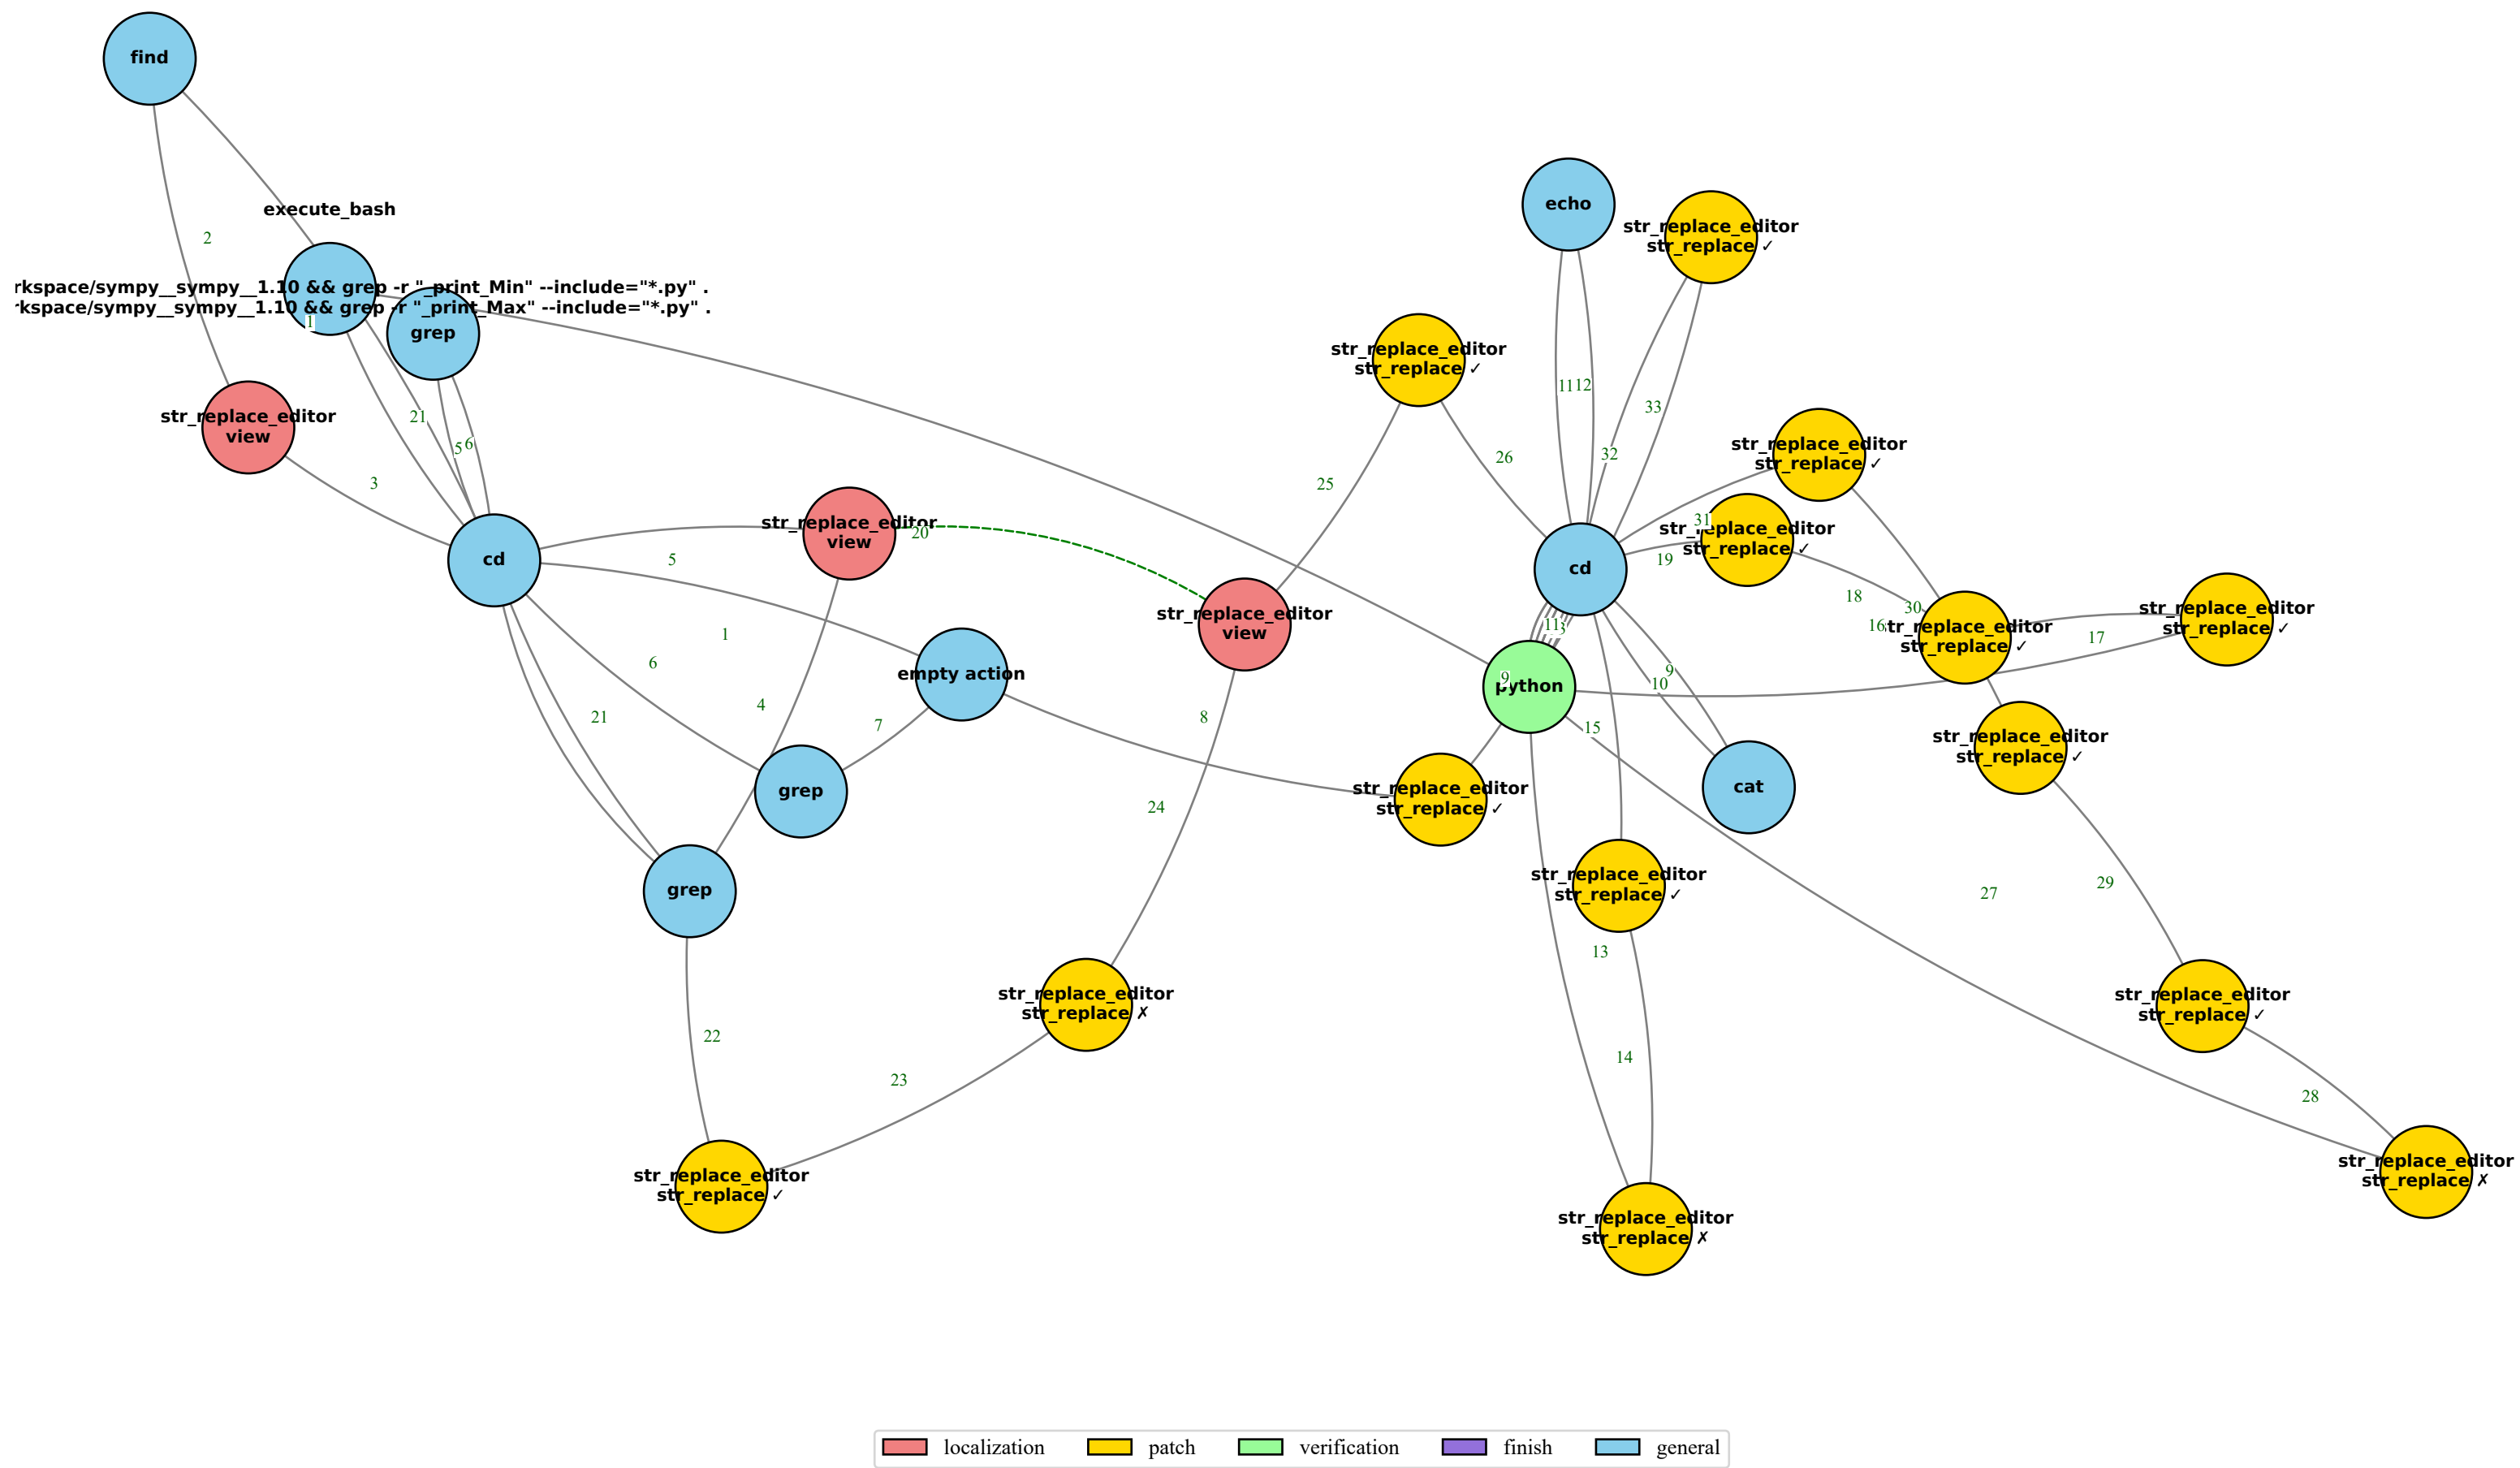 find
execute_bash
rkspace/sympy__sympy__1.10 && grep -r "_print_Min" --include="*.py" .
rkspace/sympy__sympy__1.10 && grep -r "_print_Max" --include="*.py" .
grep
2
1
str_replace_editor
view
21
5
6
3
cd
str_replace_editor
view
20
5
1
6
4
7
21
empty action
grep
grep
8
24
22
23
str_replace_editor
str_replace ✗
str_replace_editor
str_replace ✓
str_replace_editor
view
25
26
str_replace_editor
str_replace ✓
echo
str_replace_editor
str_replace ✓
11
12
33
32
str_replace_editor
str_replace ✓
31
str_replace_editor
str_replace ✓
cd
19
18
30
16
str_replace_editor
str_replace ✓
str_replace_editor
str_replace ✓
17
11
9
python
9
10
15
str_replace_editor
str_replace ✓
cat
str_replace_editor
str_replace ✓
str_replace_editor
str_replace ✓
27
29
13
14
28
str_replace_editor
str_replace ✓
str_replace_editor
str_replace ✗
str_replace_editor
str_replace ✗
localization
patch
verification
finish
general